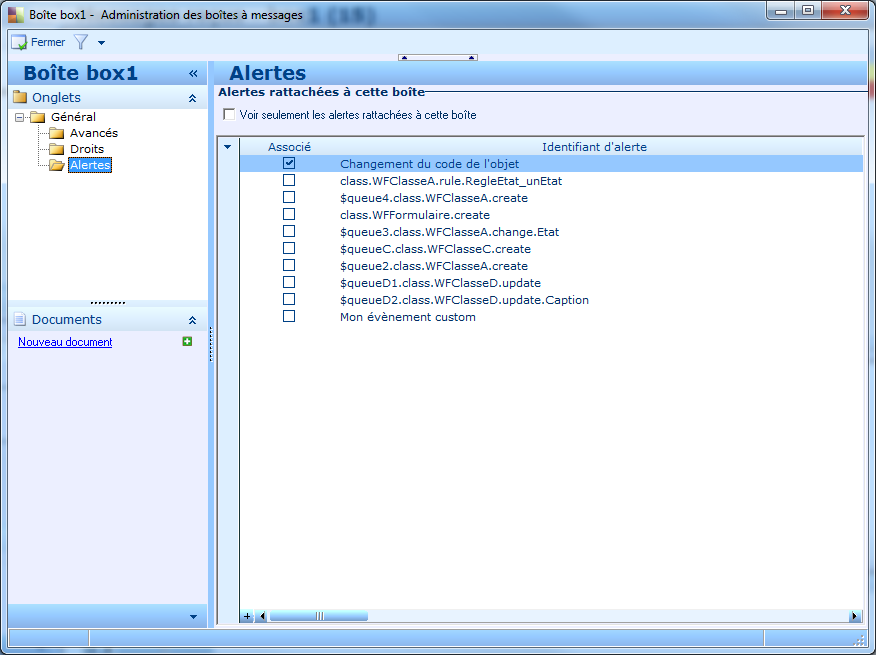 Boîte box1 - Administration des boîtes à messages
Fermer
Boîte box1 «
Onglets
Général
Avancés
Droits
Alertes
Documents
Nouveau document
Alertes
Alertes rattachées à cette boîte
Voir seulement les alertes rattachées à cette boîte
Associé Identifiant d'alerte
Changement du code de l'objet
class.WFClasseA.rule.RegleEtat_unEtat
$queue4.class.WFClasseA.create
class.WFFormulaire.create
$queue3.class.WFClasseA.change.Etat
$queueC.class.WFClasseC.create
$queue2.class.WFClasseA.create
$queueD1.class.WFClasseD.update
$queueD2.class.WFClasseD.update.Caption
Mon évènement custom